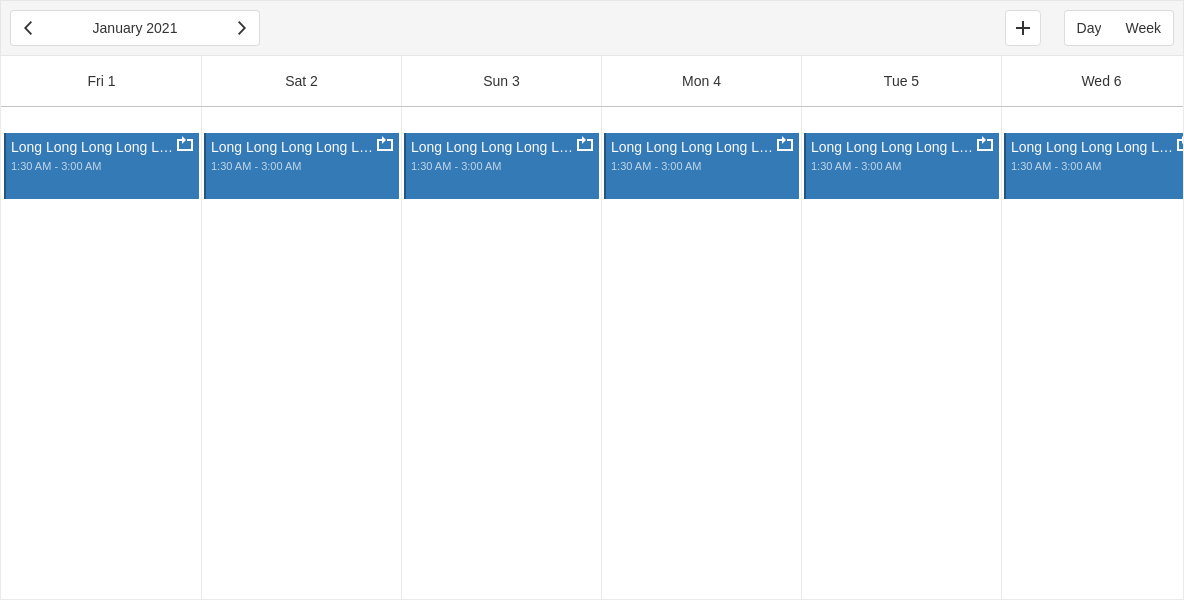 January 2021
Day Week
Fri 1 Sat 2 Sun 3 Mon 4 Tue 5 Wed 6
Long Long Long Long L… Long Long Long Long L… Long Long Long Long L… Long Long Long Long L… Long Long Long Long L… Long Long Long Long L…
1:30 AM - 3:00 AM 1:30 AM - 3:00 AM 1:30 AM - 3:00 AM 1:30 AM - 3:00 AM 1:30 AM - 3:00 AM 1:30 AM - 3:00 AM